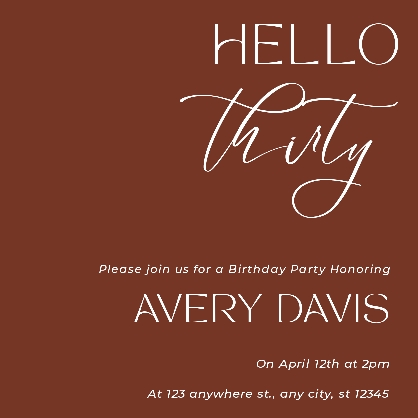 HELLO
thirty
Please join us for a Birthday Party Honoring
AVERY DAVIS
On April 12th at 2pm
At 123 anywhere st., any city, st 12345